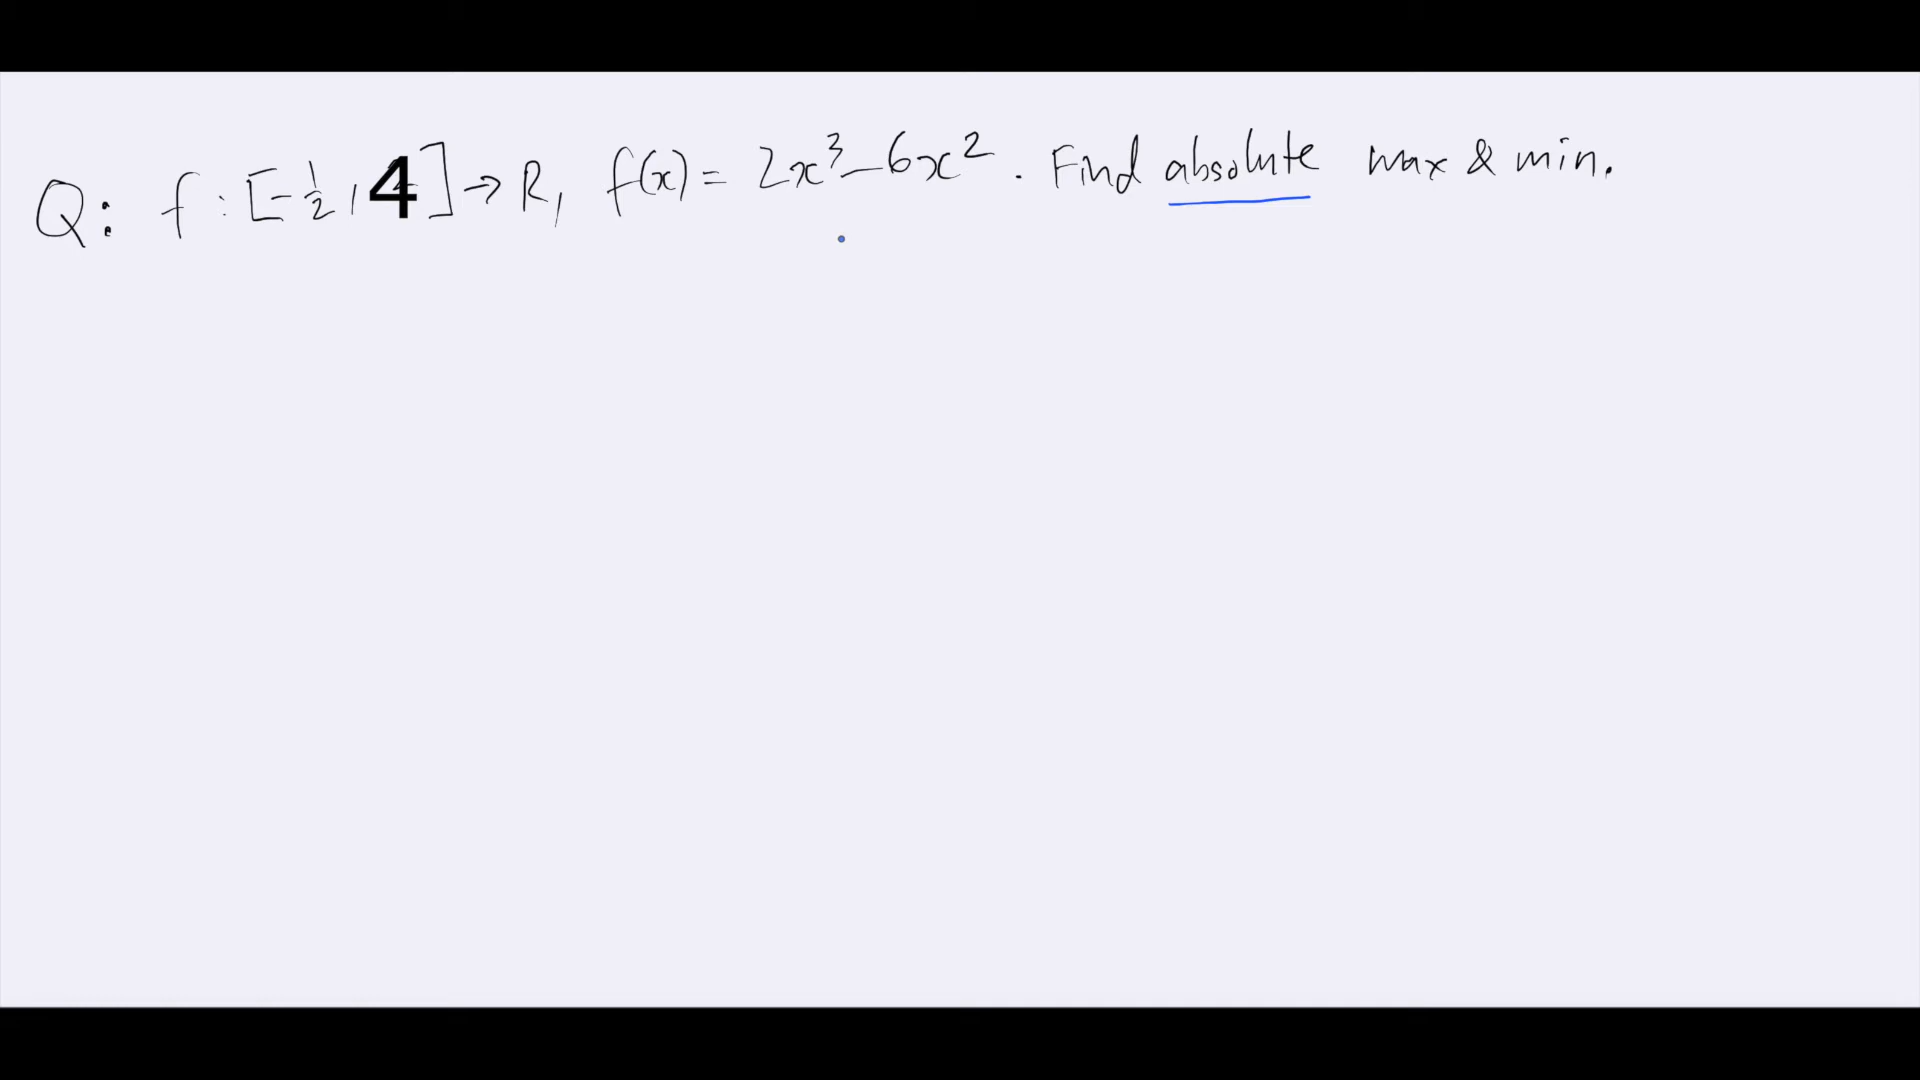 Q: f : [-1/2, 4] → R, f(x) = 2x³ - 6x². Find absolute max & min.